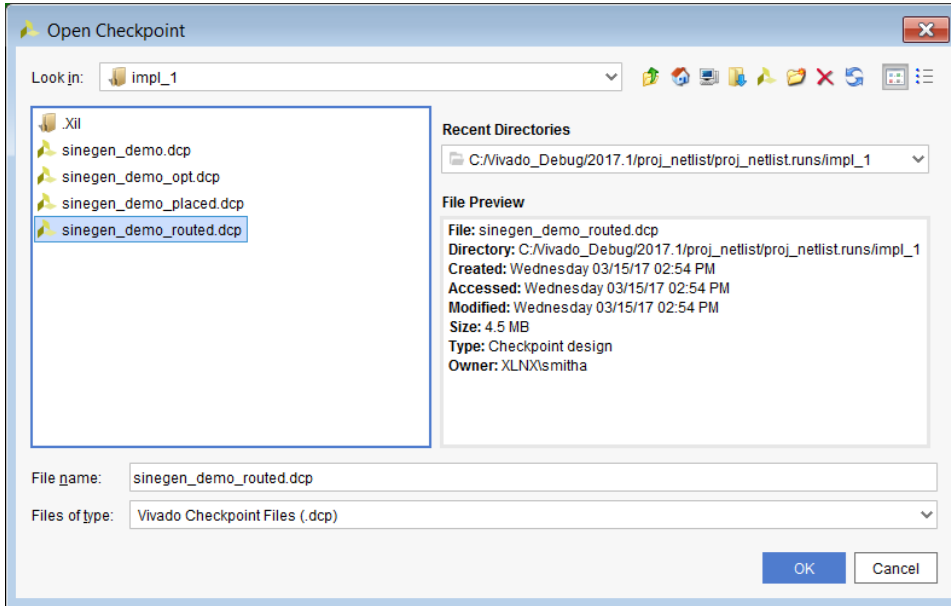 Open Checkpoint
Look in: impl_1
.Xil
sinegen_demo.dcp
sinegen_demo_opt.dcp
sinegen_demo_placed.dcp
sinegen_demo_routed.dcp
Recent Directories
C:/Vivado_Debug/2017.1/proj_netlist/proj_netlist.runs/impl_1
File Preview
File: sinegen_demo_routed.dcp
Directory: C:/Vivado_Debug/2017.1/proj_netlist/proj_netlist.runs/impl_1
Created: Wednesday 03/15/17 02:54 PM
Accessed: Wednesday 03/15/17 02:54 PM
Modified: Wednesday 03/15/17 02:54 PM
Size: 4.5 MB
Type: Checkpoint design
Owner: XLNX\smitha
File name: sinegen_demo_routed.dcp
Files of type: Vivado Checkpoint Files (.dcp)
OK Cancel